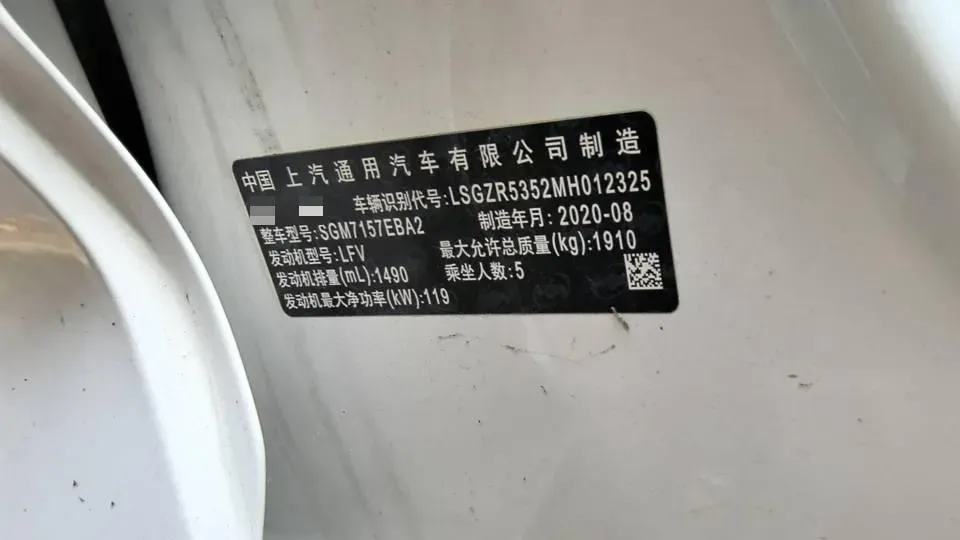 中国 上汽通用汽车有限公司制造
车辆识别代号:LSGZR5352MH012325
整车型号:SGM7157EBA2 制造年月: 2020-08
发动机型号:LFV 最大允许总质量(kg):1910
发动机排量(mL):1490 乘坐人数:5
发动机最大净功率(kW):119